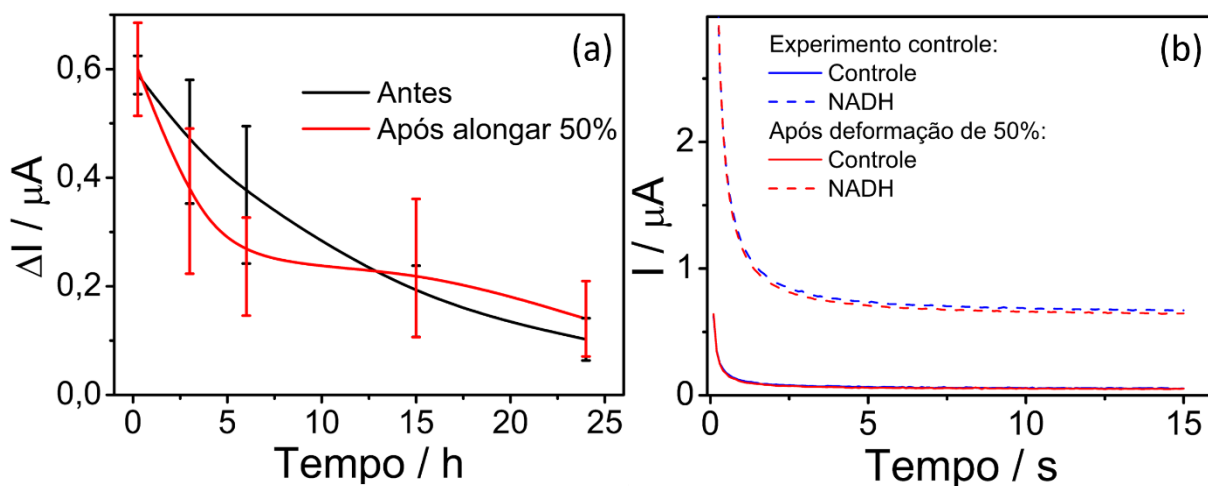 (a)
Antes
Após alongar 50%
ΔI / µA
0,6
0,4
0,2
0,0
0 5 10 15 20 25
Tempo / h
(b)
Experimento controle:
Controle
NADH
Após deformação de 50%:
Controle
NADH
I / µA
2
1
0
0 5 10 15
Tempo / s